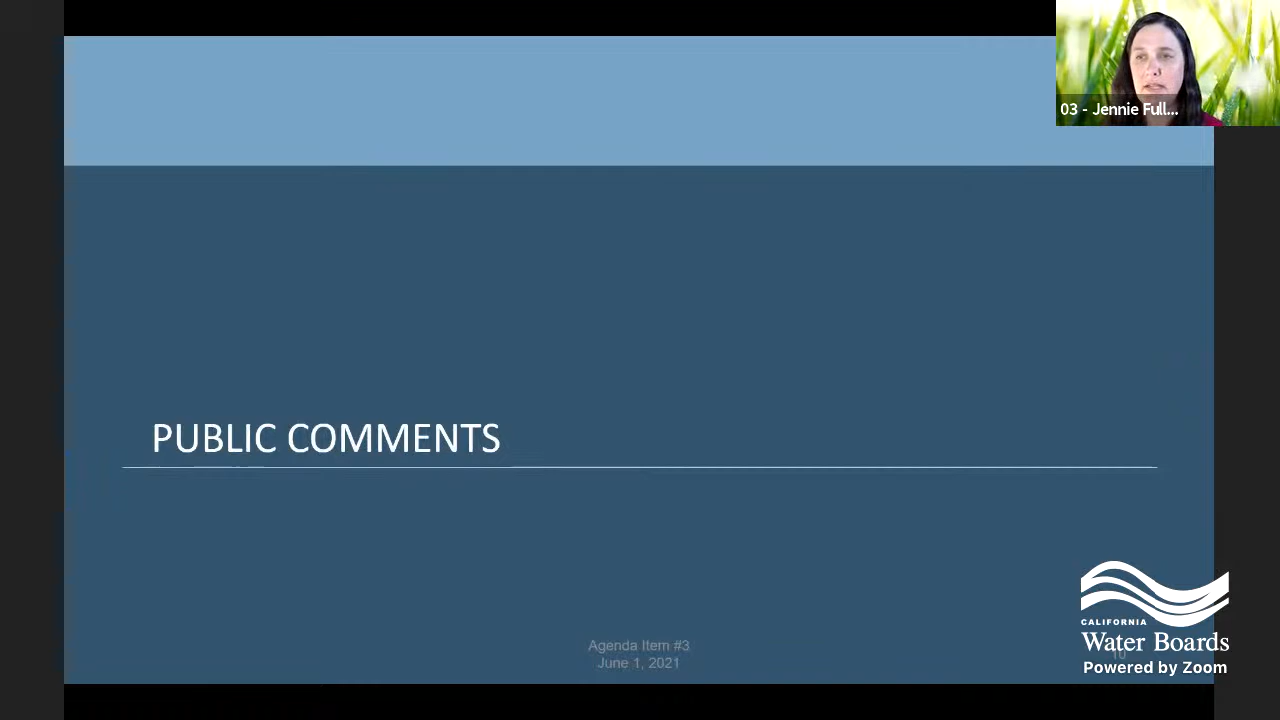 03 - Jennie Full...
PUBLIC COMMENTS
Agenda Item #3
June 1, 2021
CALIFORNIA
Water Boards
Powered by Zoom